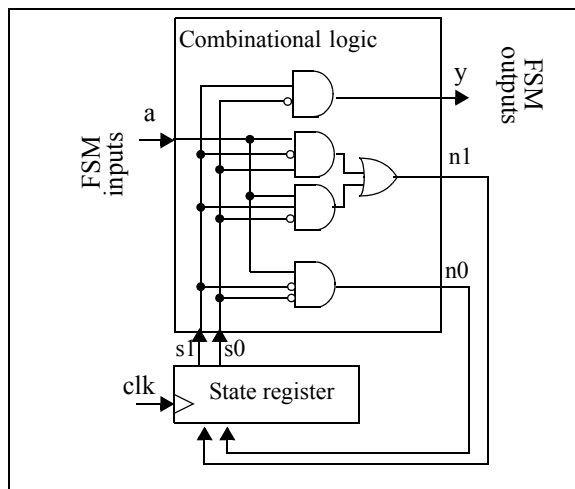 Combinational logic
y
FSM
outputs
a
FSM
inputs
n1
n0
s1
s0
clk
State register